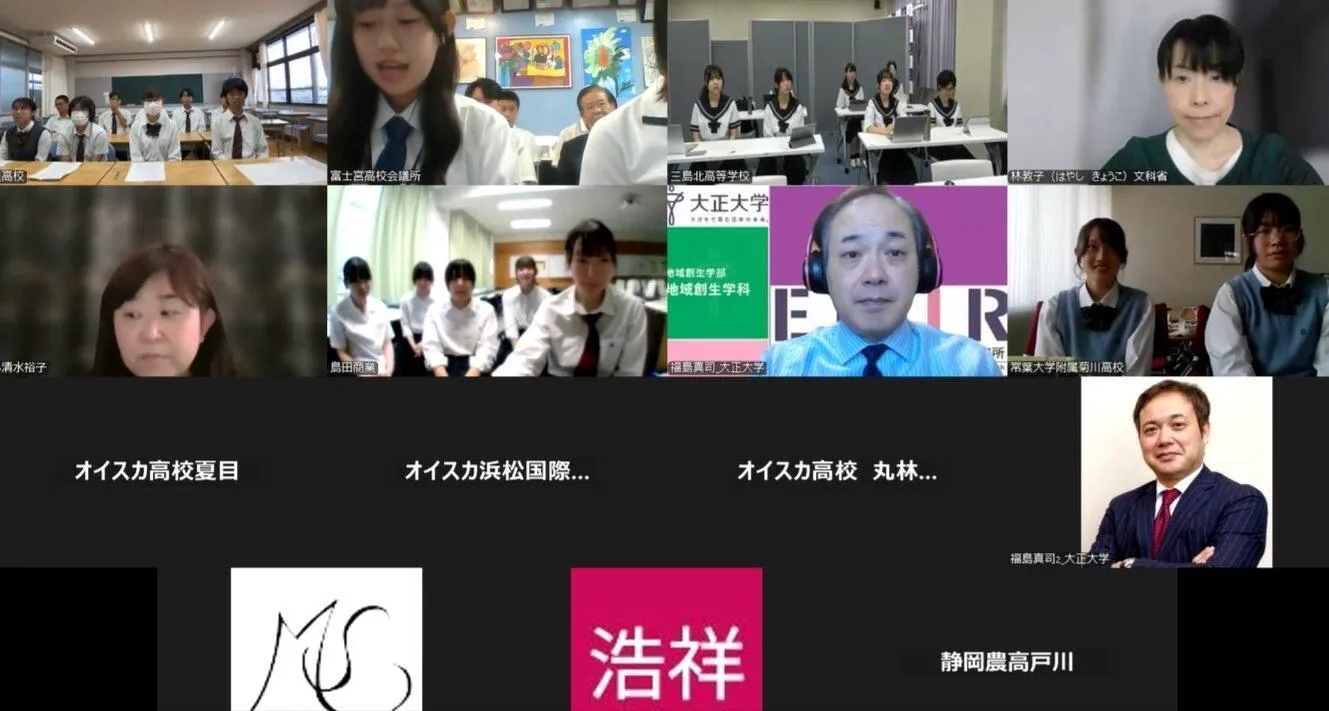 高校
富士宮高校会議所
三島北高等学校
林教子（はやし きょうこ）文科省
清水裕子
島田商業
大正大学
地域創生学部
地域創生学科
福島真司_大正大学
常葉大学附属菊川高校
オイスカ高校夏目
オイスカ浜松国際...
オイスカ高校 丸林...
福島真司2_大正大学
MS
浩祥
静岡農高戸川